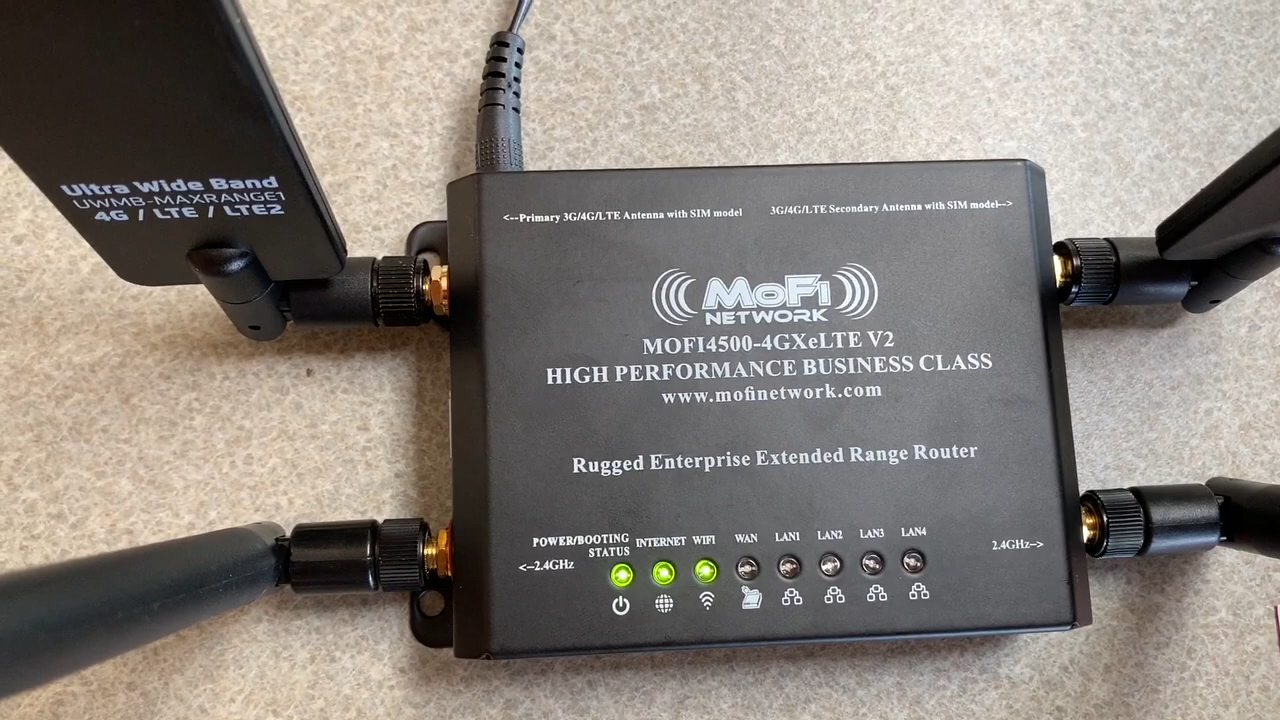 Ultra Wide Band
UWMB-MAXRANGE1
4G / LTE / LTE2
<--Primary 3G/4G/LTE Antenna with SIM model
3G/4G/LTE Secondary Antenna with SIM model-->
MoFi
NETWORK
MOFI4500-4GXeLTE V2
HIGH PERFORMANCE BUSINESS CLASS
www.mofinetwork.com
Rugged Enterprise Extended Range Router
POWER/BOOTING
STATUS
INTERNET
WIFI
WAN
LAN1
LAN2
LAN3
LAN4
<--2.4GHz
2.4GHz-->